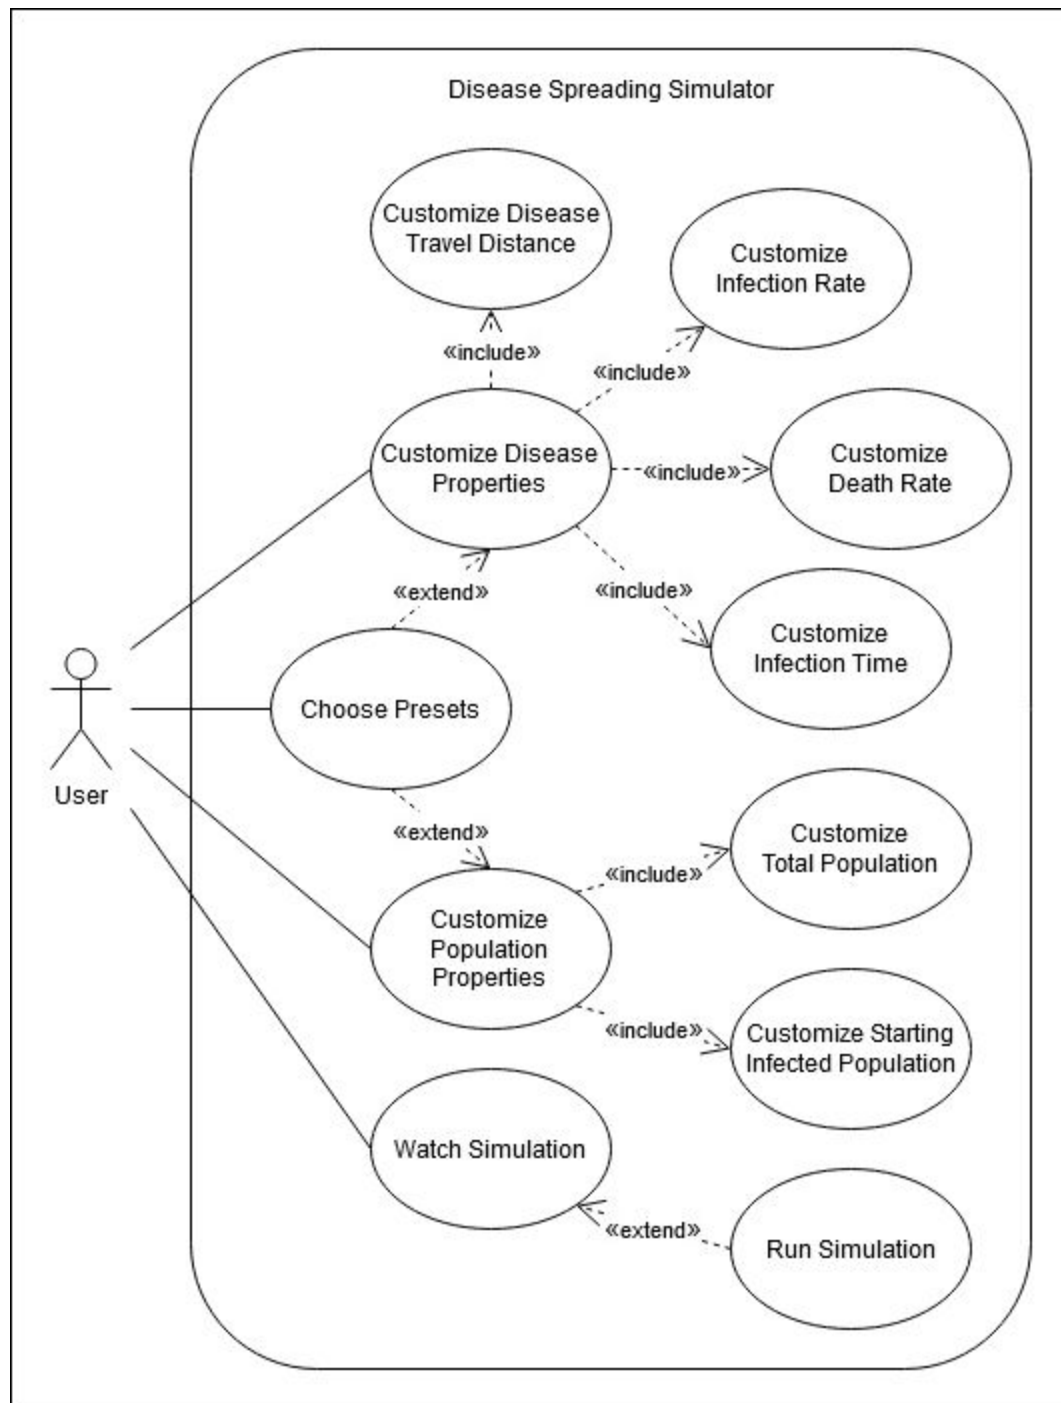 Disease Spreading Simulator
Customize Disease
Travel Distance
Customize
Infection Rate
«include»
«include»
Customize Disease
Properties
«include»
Customize
Death Rate
«extend»
«include»
Customize
Infection Time
Choose Presets
User
«extend»
Customize
Total Population
«include»
Customize
Population
Properties
«include»
Customize Starting
Infected Population
Watch Simulation
«extend»
Run Simulation